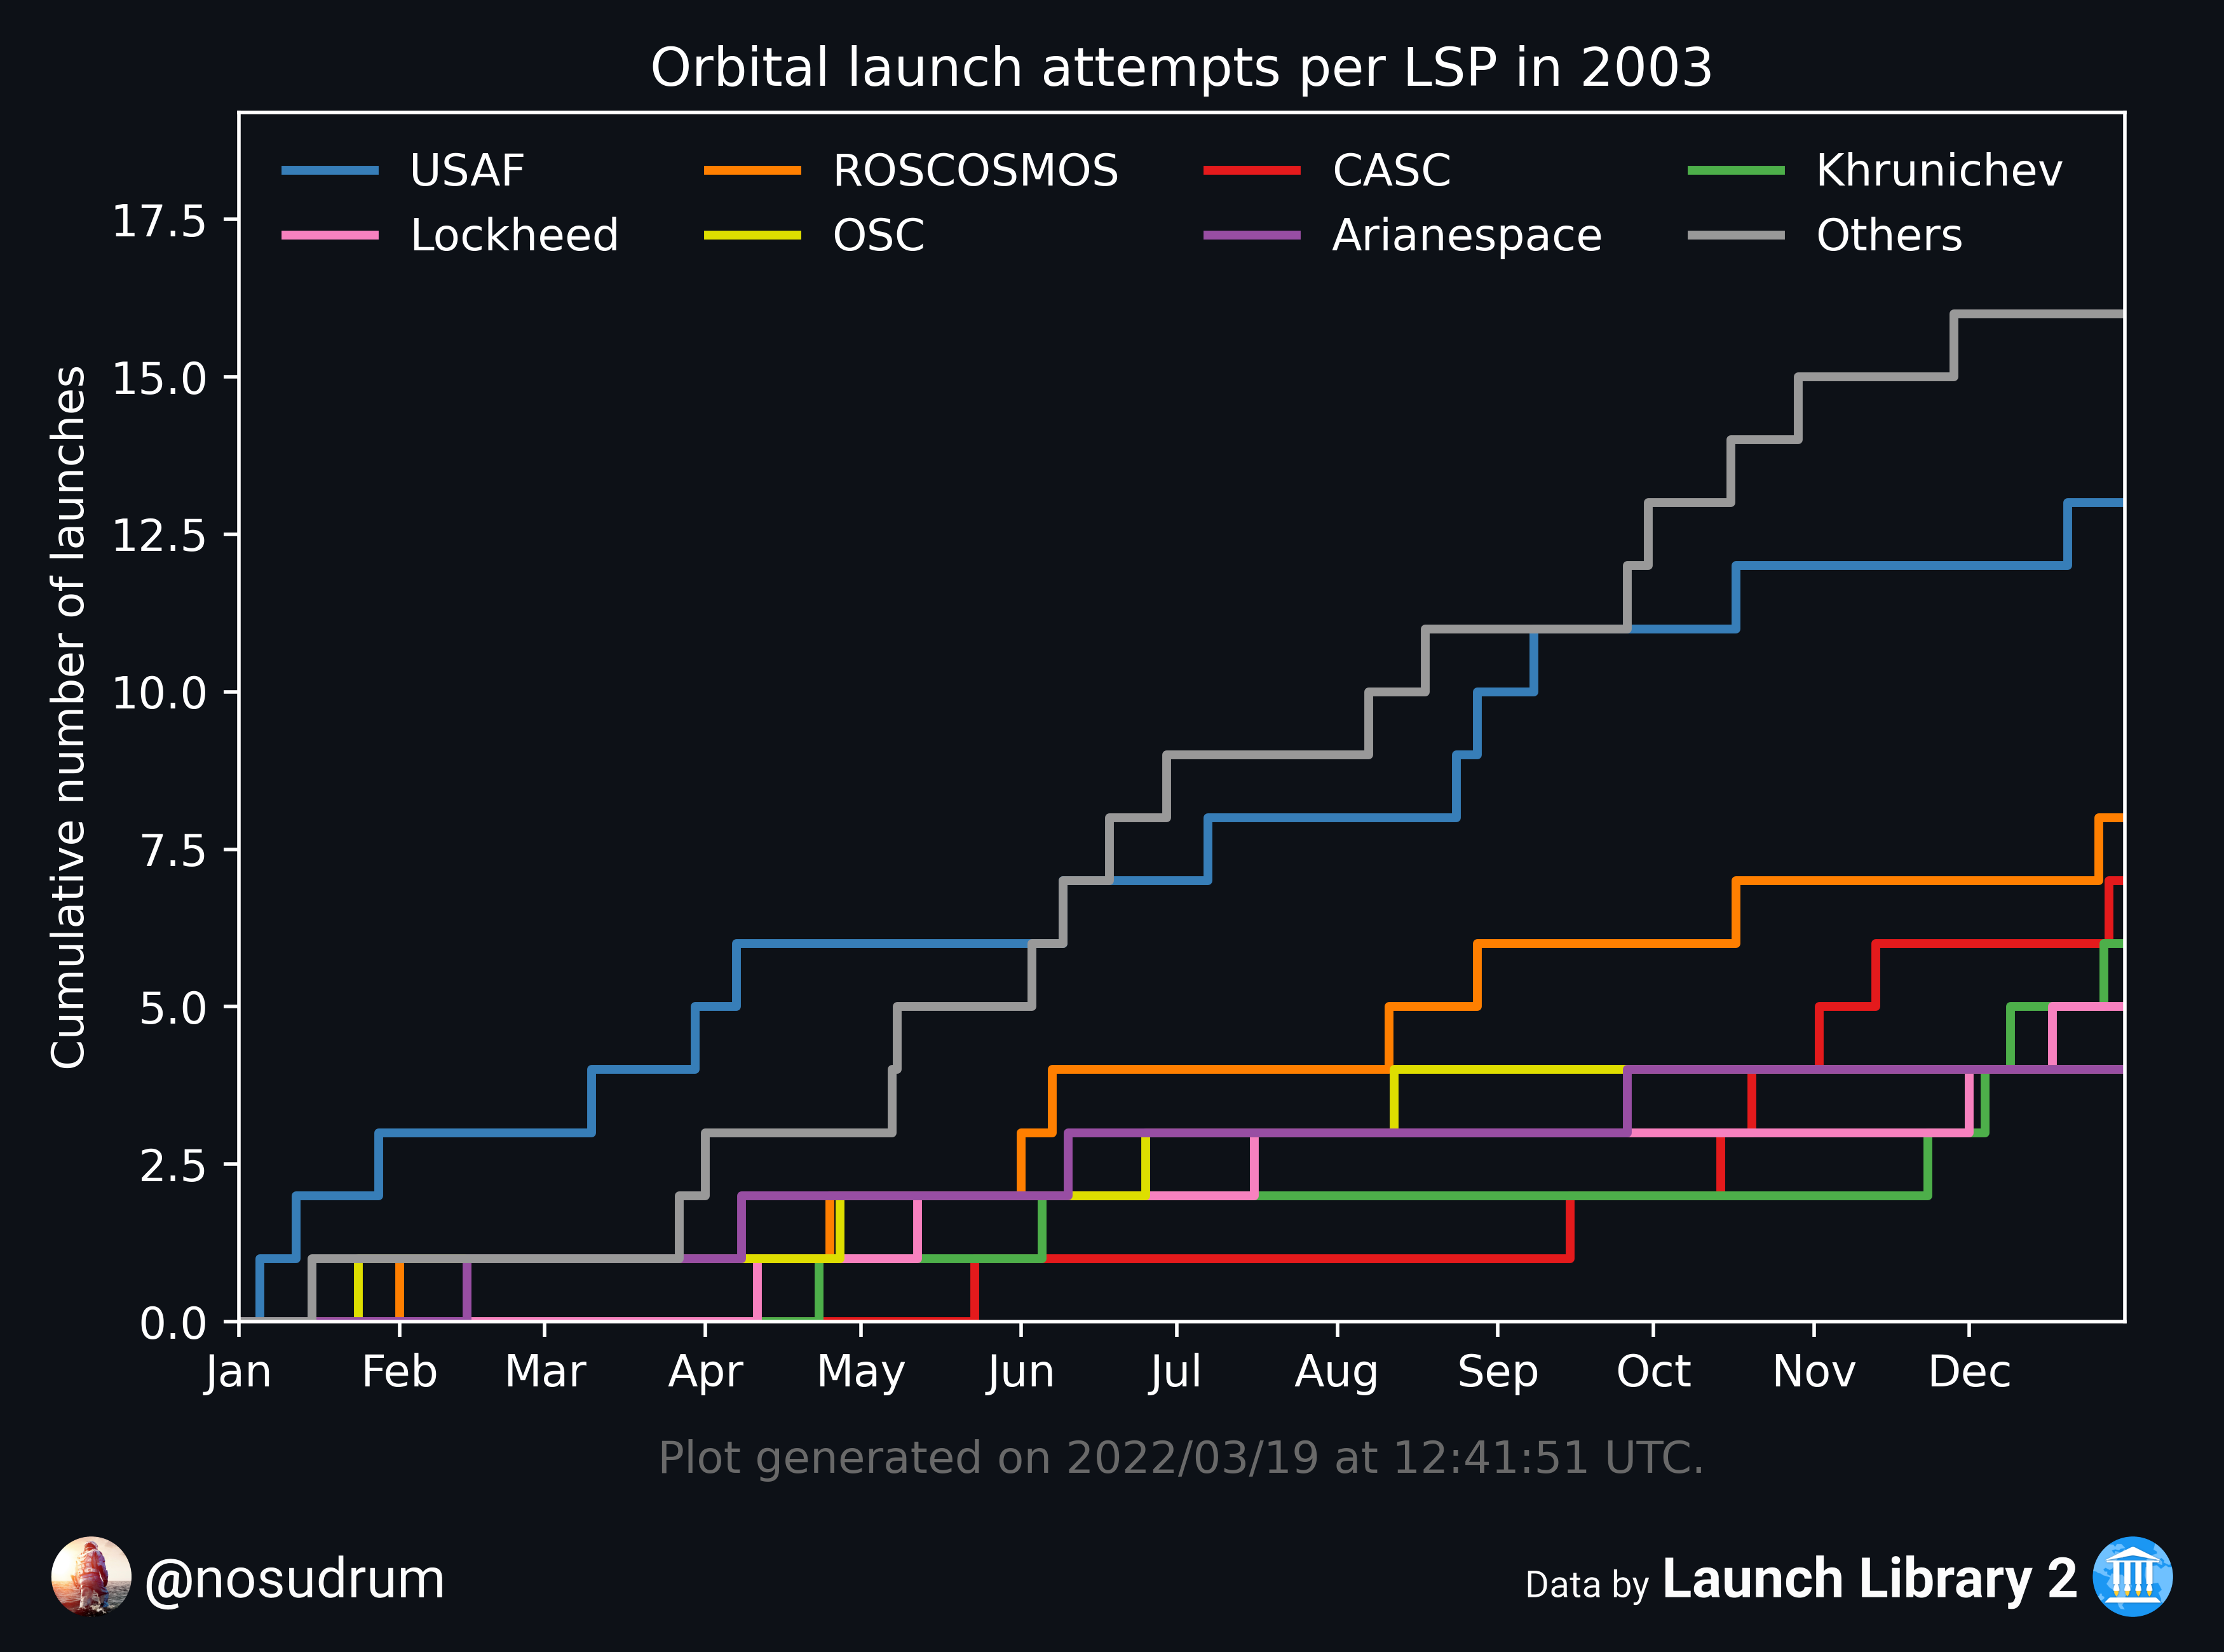 Orbital launch attempts per LSP in 2003
USAF ROSCOSMOS CASC Khrunichev
Lockheed OSC Arianespace Others
Cumulative number of launches
17.5
15.0
12.5
10.0
7.5
5.0
2.5
0.0
Jan Feb Mar Apr May Jun Jul Aug Sep Oct Nov Dec
Plot generated on 2022/03/19 at 12:41:51 UTC.
@nosudrum
Data by Launch Library 2